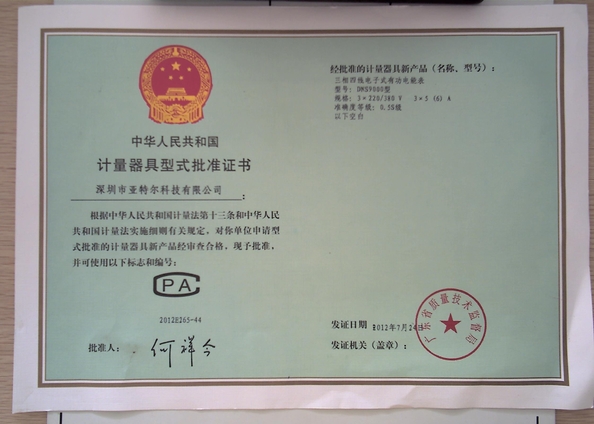 中华人民共和国
计量器具型式批准证书
深圳市亚特尔科技有限公司 :
根据中华人民共和国计量法第十三条和中华人民
共和国计量法实施细则有关规定，对你单位申请型
式批准的计量器具新产品经审查合格，现予批准，
并可使用以下标志和编号:
CPA
2012E265-44
批准人:
经批准的计量器具新产品（名称、型号）:
三相四线电子式有功电能表
型号: DWS9000型
规格: 3×220/380 V 3×5 (6) A
准确度等级: 0.5S级
以下空白
发证日期 2012年7月24日
发证机关（盖章）:
广东省质量技术监督局